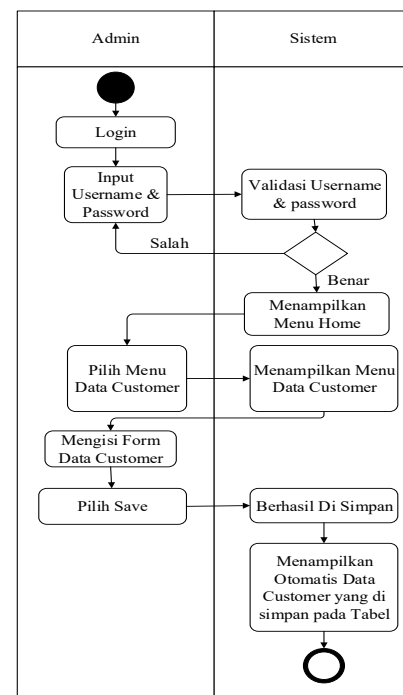 Admin
Sistem
Login
Input
Username &
Password
Validasi Username
& password
Salah
Benar
Menampilkan
Menu Home
Pilih Menu
Data Customer
Menampilkan Menu
Data Customer
Mengisi Form
Data Customer
Pilih Save
Berhasil Di Simpan
Menampilkan
Otomatis Data
Customer yang di
simpan pada Tabel